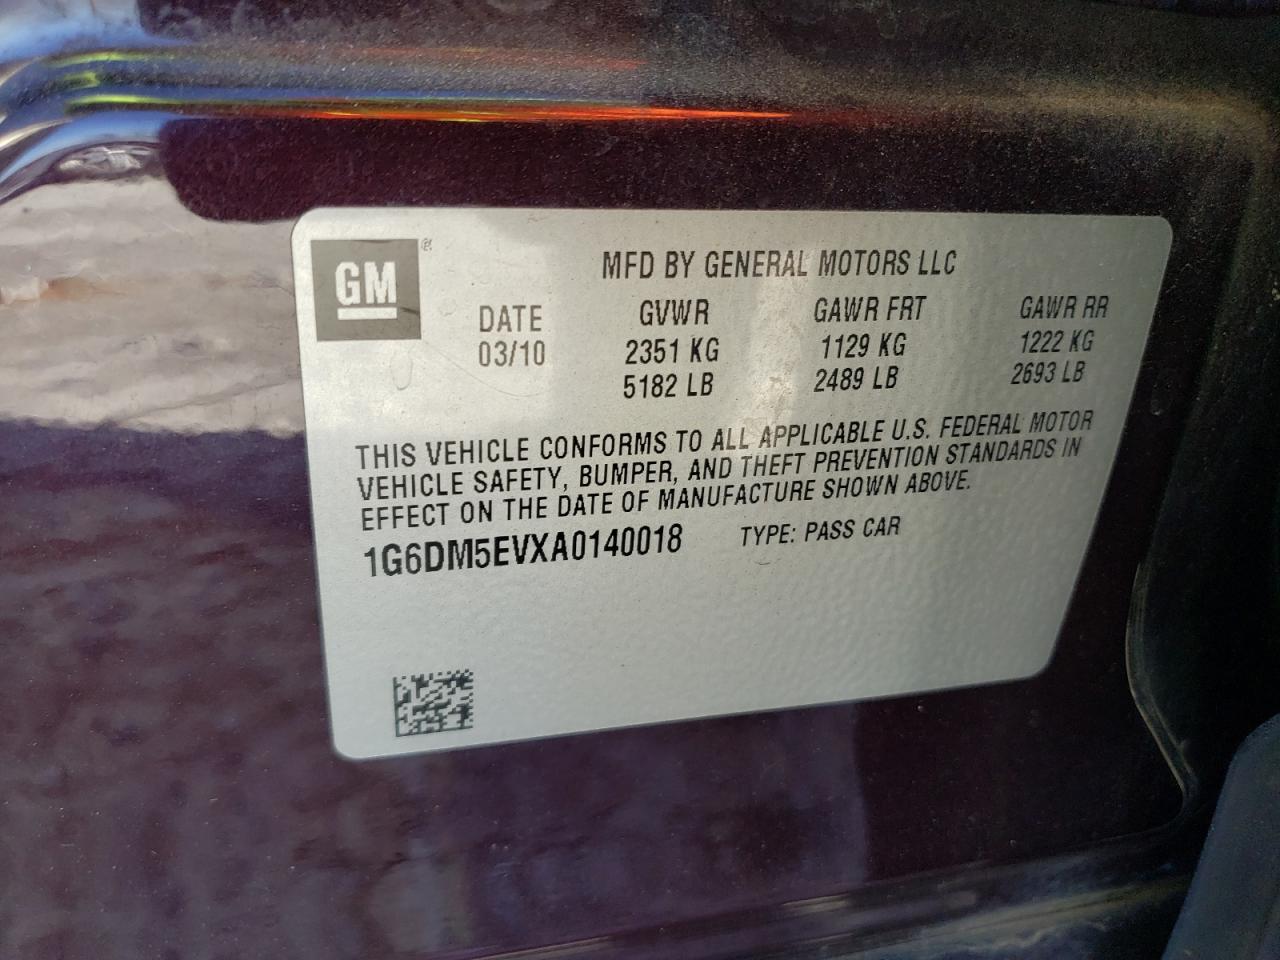 GM ®
MFD BY GENERAL MOTORS LLC
DATE GVWR GAWR FRT GAWR RR
03/10 2351 KG 1129 KG 1222 KG
5182 LB 2489 LB 2693 LB
THIS VEHICLE CONFORMS TO ALL APPLICABLE U.S. FEDERAL MOTOR
VEHICLE SAFETY, BUMPER, AND THEFT PREVENTION STANDARDS IN
EFFECT ON THE DATE OF MANUFACTURE SHOWN ABOVE.
1G6DM5EVXA0140018 TYPE: PASS CAR